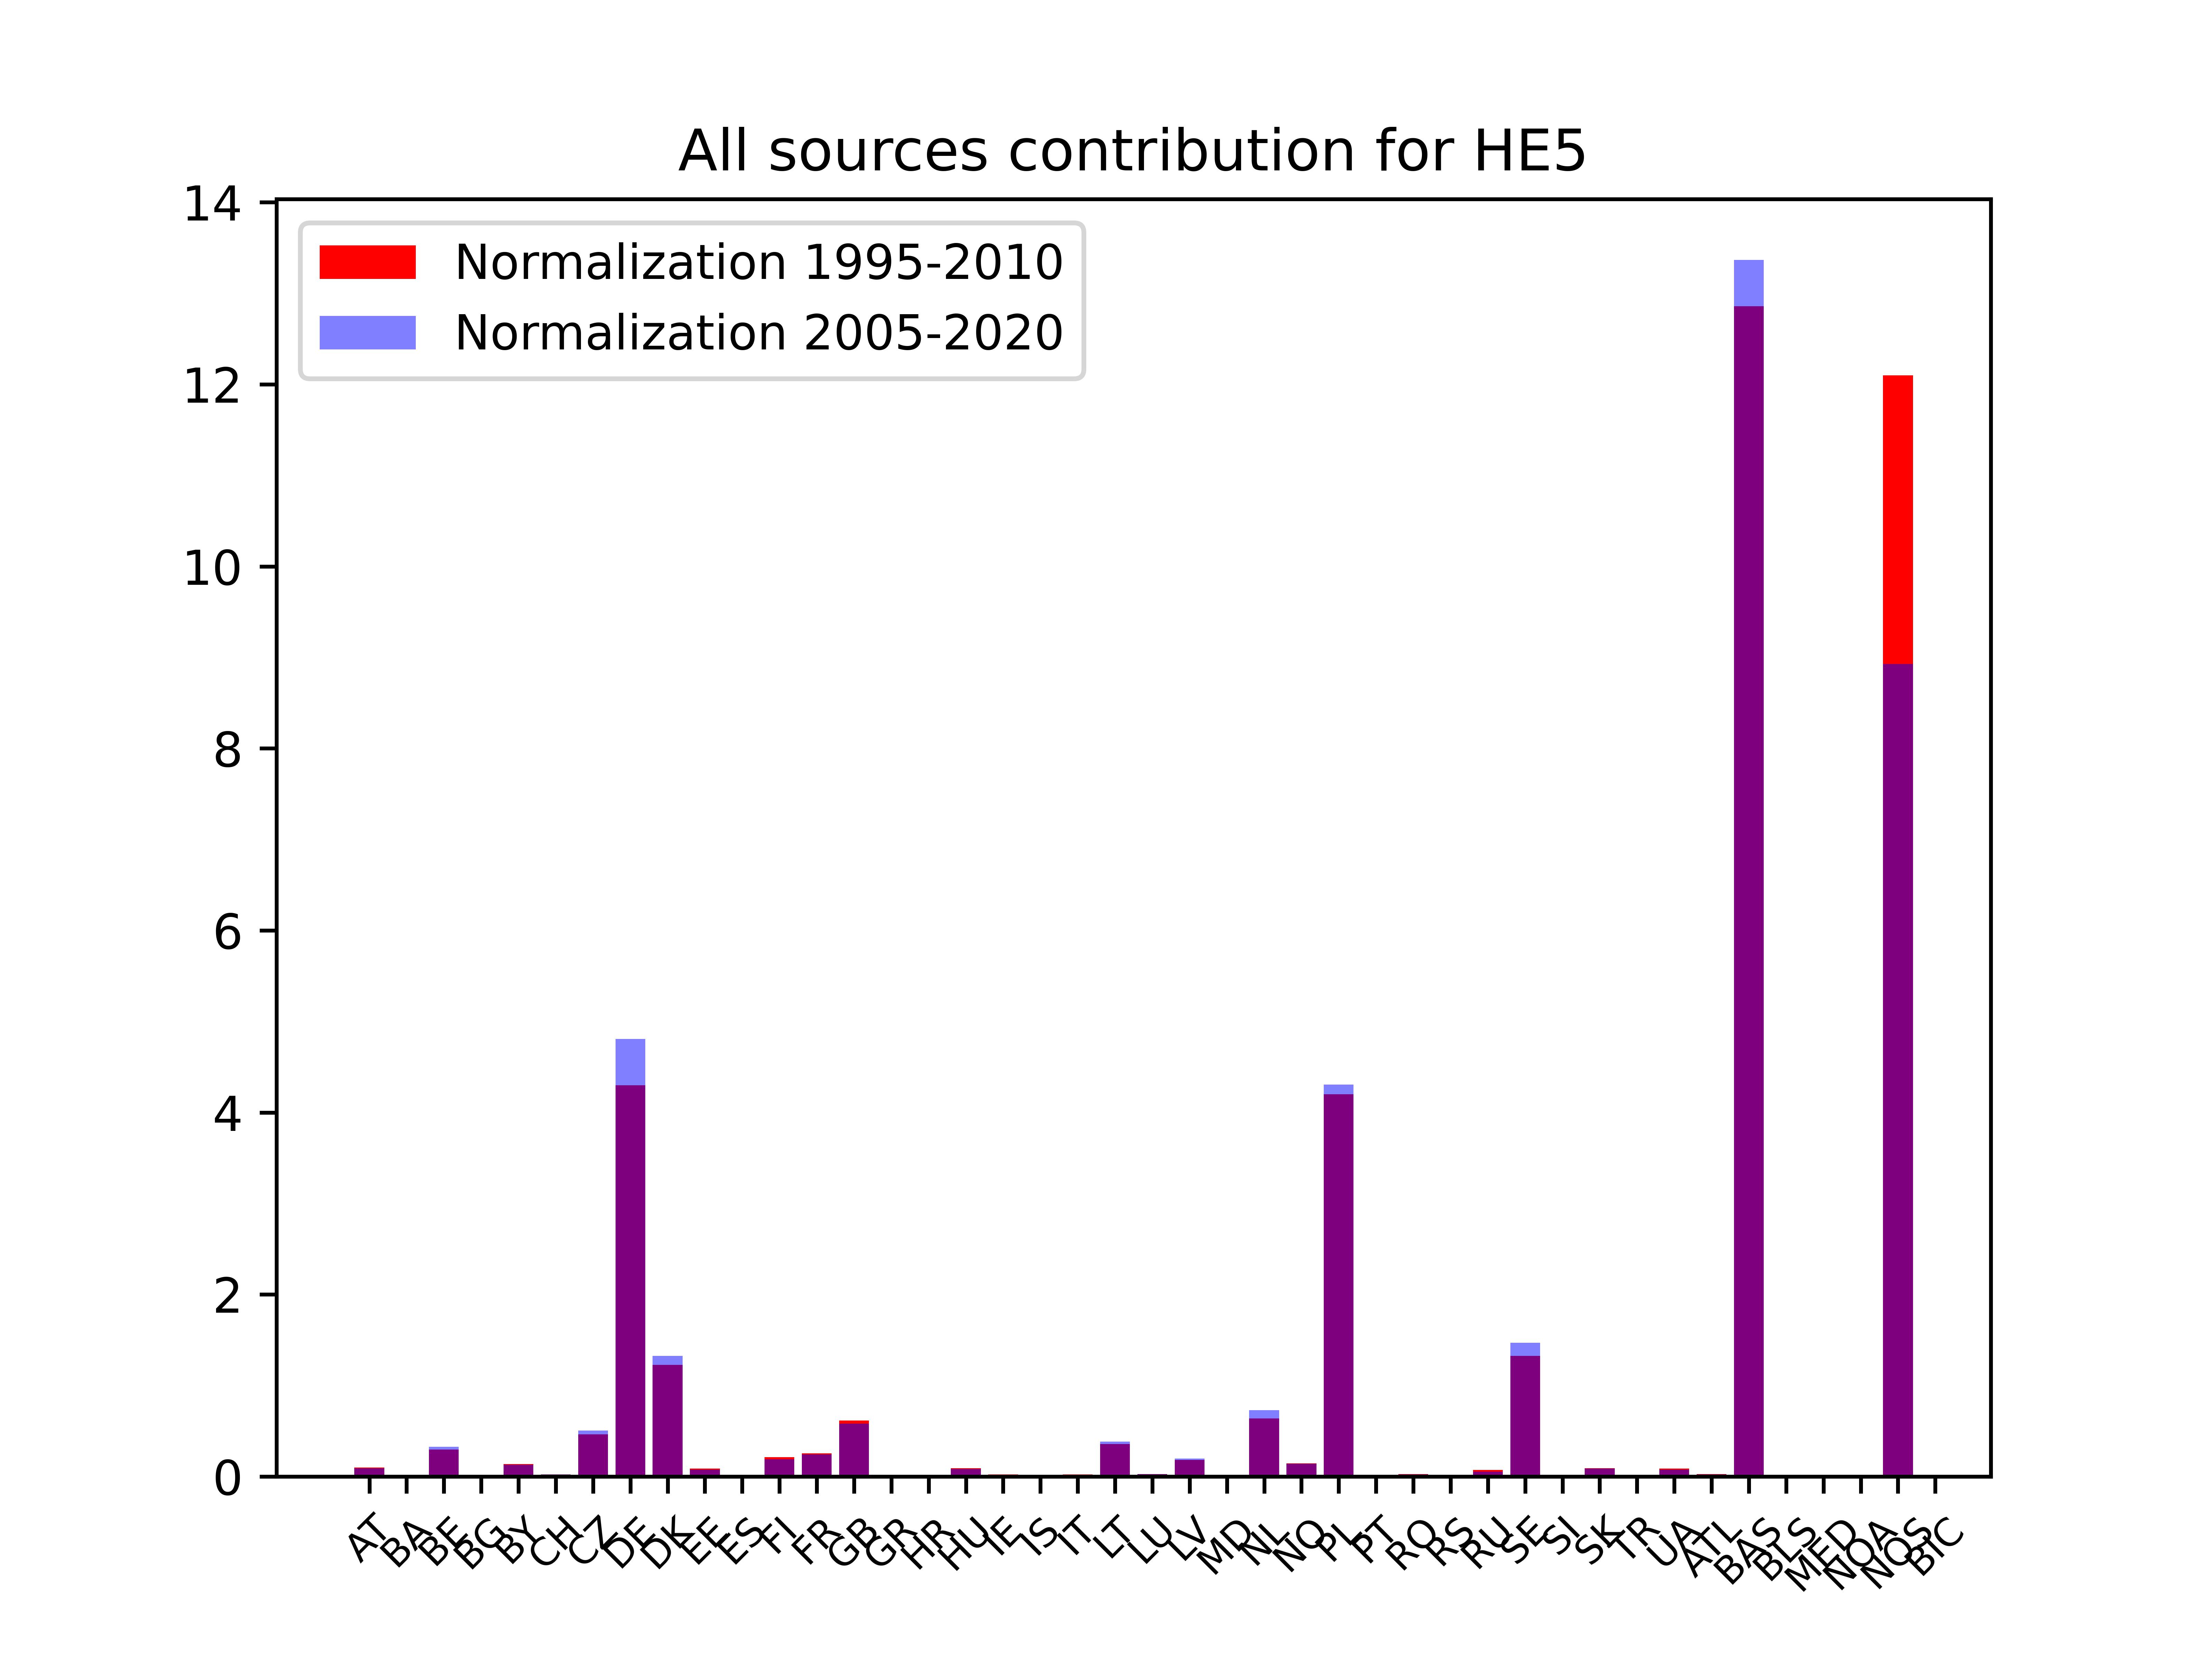 All sources contribution for HE5
14
12
10
8
6
4
2
0
Normalization 1995-2010
Normalization 2005-2020
AT
BA
BE
BG
BY
CH
CZ
DE
DK
EE
ES
FI
FR
GB
GR
HR
HU
IE
IS
IT
LT
LU
LV
MD
NL
NO
PL
PT
RO
RS
RU
SE
SI
SK
TR
UA
ATL
BAS
BLS
MED
NOA
NOS
BIC